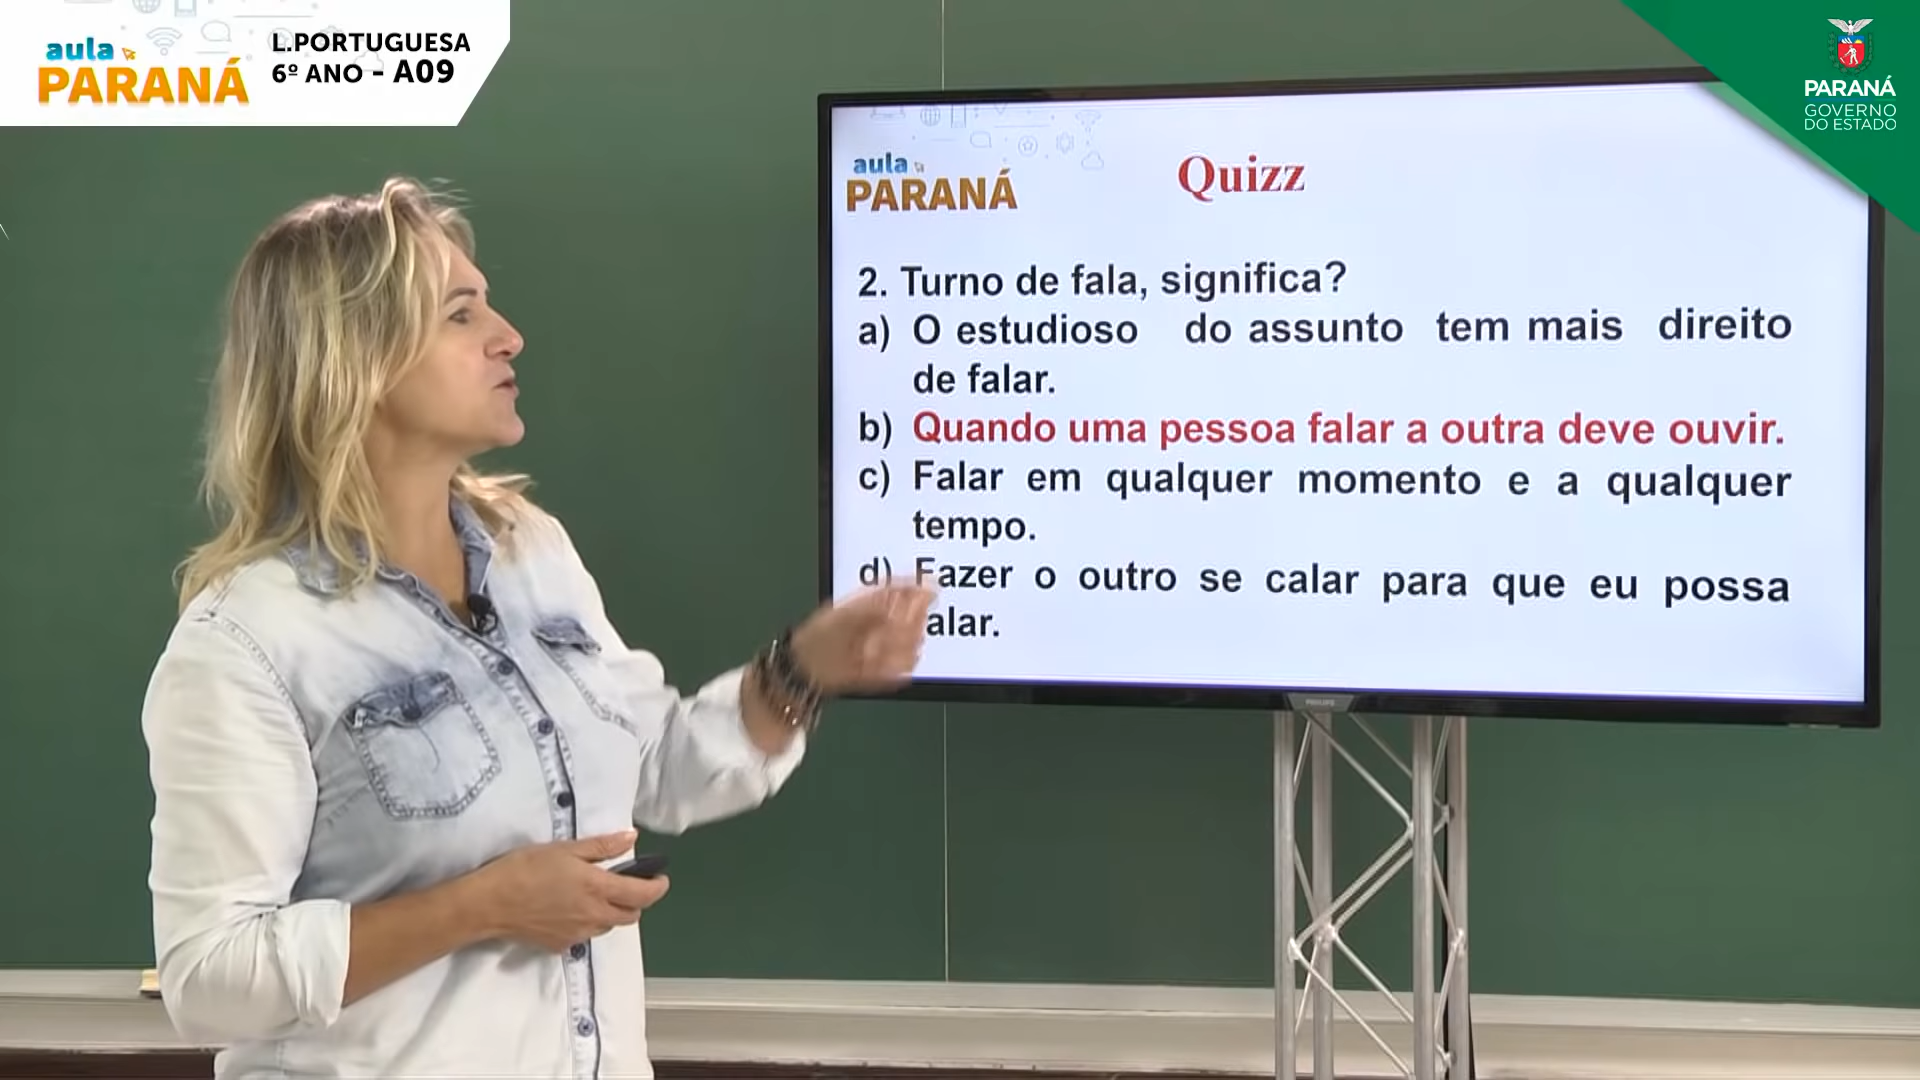 aula
PARANÁ
L.PORTUGUESA
6º ANO - A09
PARANÁ
GOVERNO
DO ESTADO
aula
PARANÁ
Quizz
2. Turno de fala, significa?
a) O estudioso do assunto tem mais direito
de falar.
b) Quando uma pessoa falar a outra deve ouvir.
c) Falar em qualquer momento e a qualquer
tempo.
d) Fazer o outro se calar para que eu possa
alar.
PHILIPS